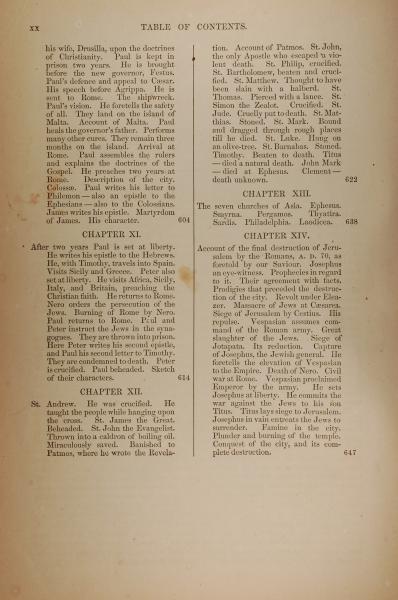 xx
TABLE OF CONTENTS.
his wife, Drusilla, upon the doctrines
of Christianity. Paul is kept in
prison two years. He is brought
before the new governor, Festus.
Paul's defence and appeal to Cæsar.
His speech before Agrippa. He is
sent to Rome. The shipwreck.
Paul's vision. He foretells the safety
of all. They land on the island of
Malta. Account of Malta. Paul
heals the governor's father. Performs
many other cures. They remain three
months on the island. Arrival at
Rome. Paul assembles the rulers
and explains the doctrines of the
Gospel. He preaches two years at
Rome. Description of the city.
Colossæ. Paul writes his letter to
Philemon—also an epistle to the
Ephesians—also to the Colossians.
James writes his epistle. Martyrdom
of James. His character. 604
CHAPTER XI.
After two years Paul is set at liberty.
He writes his epistle to the Hebrews.
He, with Timothy, travels into Spain.
Visits Sicily and Greece. Peter also
set at liberty. He visits Africa, Sicily,
Italy, and Britain, preaching the
Christian faith. He returns to Rome.
Nero orders the persecution of the
Jews. Burning of Rome by Nero.
Paul returns to Rome. Paul and
Peter instruct the Jews in the syna-
gogues. They are thrown into prison.
Here Peter writes his second epistle,
and Paul his second letter to Timothy.
They are condemned to death. Peter
is crucified. Paul beheaded. Sketch
of their characters. 614
CHAPTER XII.
St. Andrew. He was crucified. He
taught the people while hanging upon
the cross. St. James the Great.
Beheaded. St. John the Evangelist.
Thrown into a caldron of boiling oil.
Miraculously saved. Banished to
Patmos, where he wrote the Revela-
tion. Account of Patmos. St. John,
the only Apostle who escaped a vio-
lent death. St. Philip, crucified.
St. Bartholomew, beaten and cruci-
fied. St. Matthew. Thought to have
been slain with a halberd. St.
Thomas. Pierced with a lance. St.
Simon the Zealot. Crucified. St.
Jude. Cruelly put to death. St. Mat-
thias. Stoned. St. Mark. Bound
and dragged through rough places
till he died. St. Luke. Hung on
an olive-tree. St. Barnabas. Stoned.
Timothy. Beaten to death. Titus
—died a natural death. John Mark
—died at Ephesus. Clement—
death unknown. 622
CHAPTER XIII.
The seven churches of Asia. Ephesus.
Smyrna. Pergamos. Thyatira.
Sardis. Philadelphia. Laodicea. 638
CHAPTER XIV.
Account of the final destruction of Jeru-
salem by the Romans, A. D. 70, as
foretold by our Saviour. Josephus
an eye-witness. Prophecies in regard
to it. Their agreement with facts.
Prodigies that preceded the destruc-
tion of the city. Revolt under Elea-
zer. Massacre of Jews at Cæsarea.
Siege of Jerusalem by Cestius. His
repulse. Vespasian assumes com-
mand of the Roman army. Great
slaughter of the Jews. Siege of
Jotapata. Its reduction. Capture
of Josephus, the Jewish general. He
foretells the elevation of Vespasian
to the Empire. Death of Nero. Civil
war at Rome. Vespasian proclaimed
Emperor by the army. He sets
Josephus at liberty. He commits the
war against the Jews to his son
Titus. Titus lays siege to Jerusalem.
Josephus in vain entreats the Jews to
surrender. Famine in the city.
Plunder and burning of the temple.
Conquest of the city, and its com-
plete destruction. 647